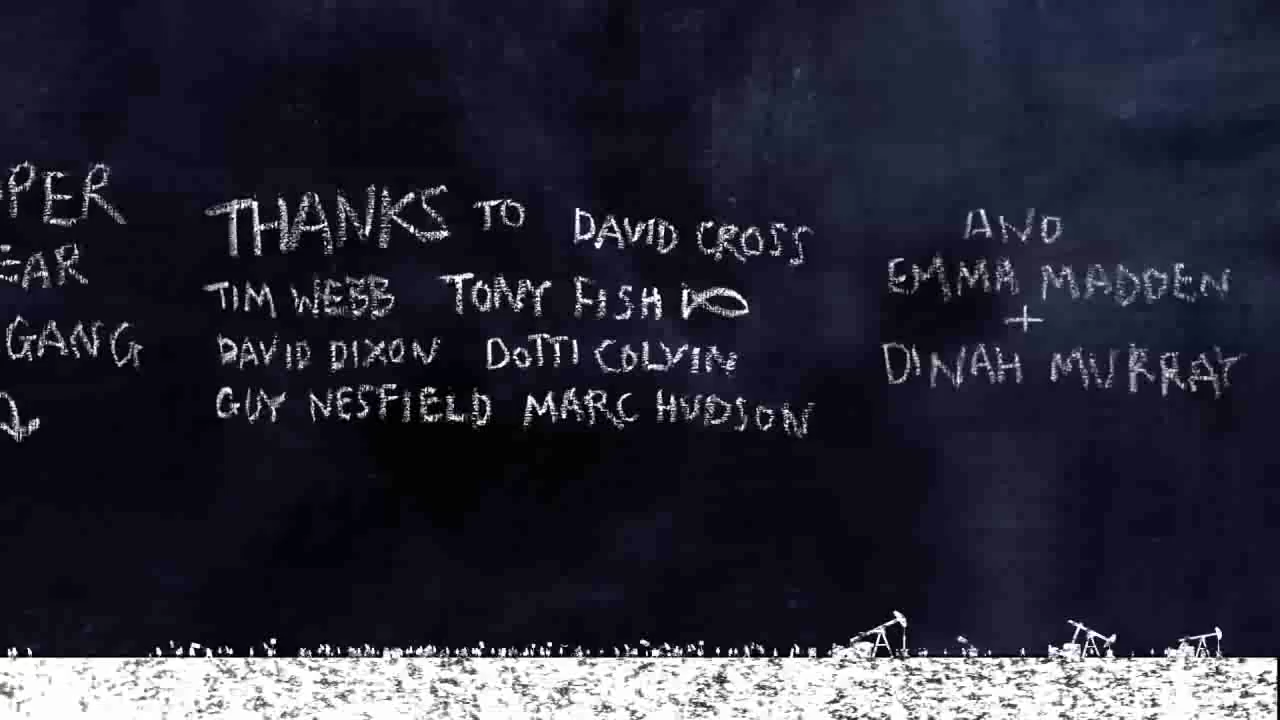 PER
EAR
GANG
THANKS TO DAVID CROSS
TIM WEBB TONY FISH
DAVID DIXON DOTTI COLVIN
GUY NESFIELD MARC HUDSON
AND
EMMA MADDEN
+
DINAH MURRAY